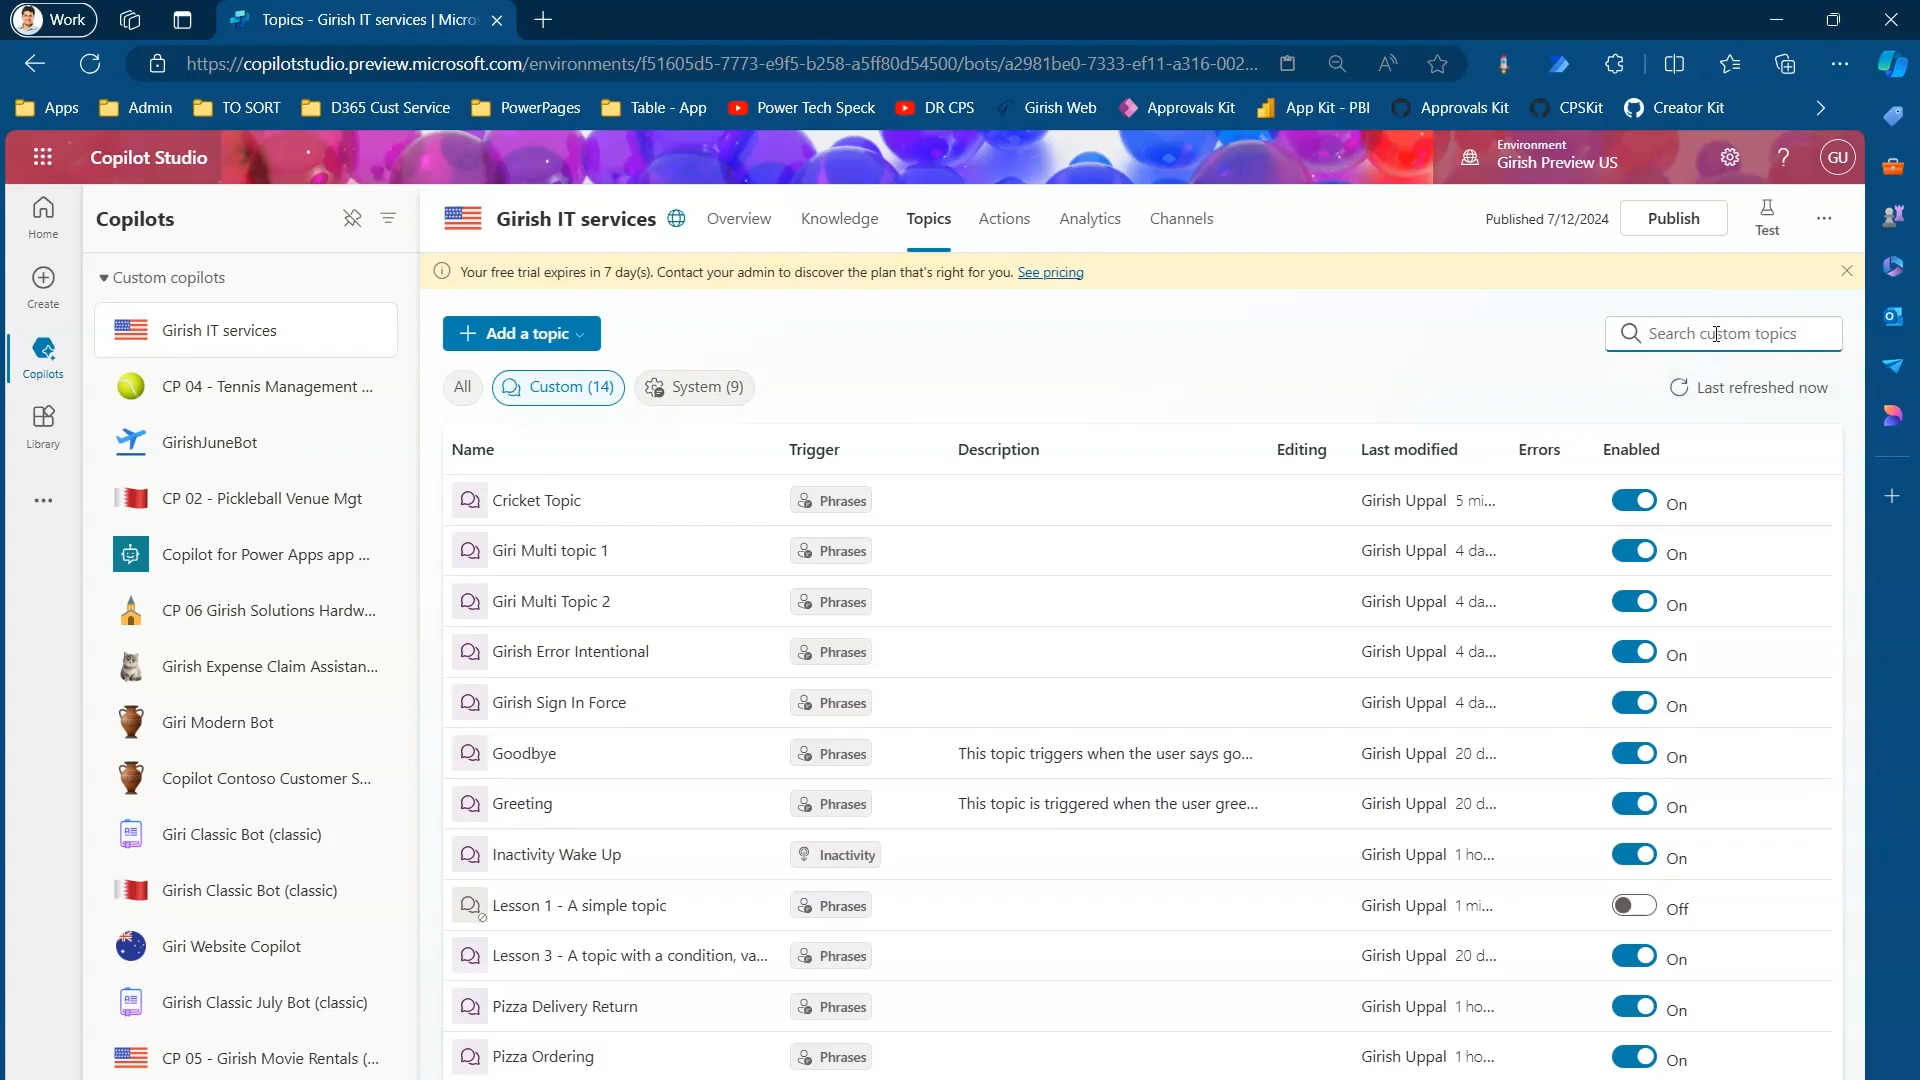 Work
Topics - Girish IT services | Micro
https://copilotstudio.preview.microsoft.com/environments/f51605d5-7773-e9f5-b258-a5ff80d54500/bots/a2981be0-7333-ef11-a316-002...
Apps
Admin
TO SORT
D365 Cust Service
PowerPages
Table - App
Power Tech Speck
DR CPS
Girish Web
Approvals Kit
App Kit - PBI
Approvals Kit
CPSKit
Creator Kit
Copilot Studio
Environment
Girish Preview US
GU
Home
Create
Copilots
Library
Copilots
Custom copilots
Girish IT services
CP 04 - Tennis Management ...
GirishJuneBot
CP 02 - Pickleball Venue Mgt
Copilot for Power Apps app ...
CP 06 Girish Solutions Hardw...
Girish Expense Claim Assistan...
Giri Modern Bot
Copilot Contoso Customer S...
Giri Classic Bot (classic)
Girish Classic Bot (classic)
Giri Website Copilot
Girish Classic July Bot (classic)
CP 05 - Girish Movie Rentals (...
Girish IT services
Overview
Knowledge
Topics
Actions
Analytics
Channels
Published 7/12/2024
Publish
Test
Your free trial expires in 7 day(s). Contact your admin to discover the plan that's right for you. See pricing
Add a topic
Search custom topics
All
Custom (14)
System (9)
Last refreshed now
Name Trigger Description Editing Last modified Errors Enabled
Cricket Topic Phrases Girish Uppal 5 mi... On
Giri Multi topic 1 Phrases Girish Uppal 4 da... On
Giri Multi Topic 2 Phrases Girish Uppal 4 da... On
Girish Error Intentional Phrases Girish Uppal 4 da... On
Girish Sign In Force Phrases Girish Uppal 4 da... On
Goodbye Phrases This topic triggers when the user says go... Girish Uppal 20 d... On
Greeting Phrases This topic is triggered when the user gree... Girish Uppal 20 d... On
Inactivity Wake Up Inactivity Girish Uppal 1 ho... On
Lesson 1 - A simple topic Phrases Girish Uppal 1 mi... Off
Lesson 3 - A topic with a condition, va... Phrases Girish Uppal 20 d... On
Pizza Delivery Return Phrases Girish Uppal 1 ho... On
Pizza Ordering Phrases Girish Uppal 1 ho... On